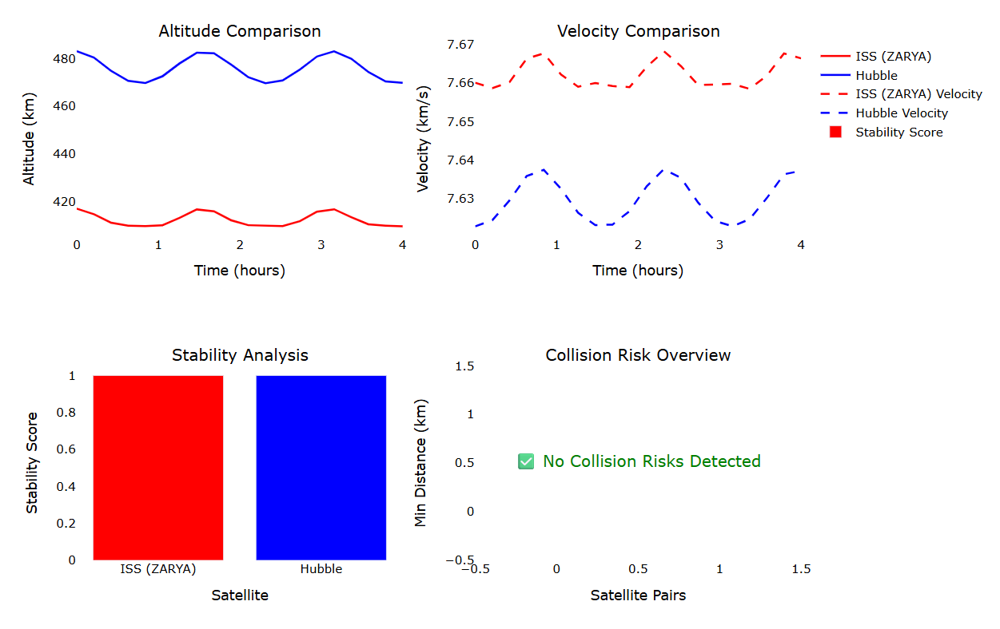 Altitude Comparison
Altitude (km)
480
460
440
420
0 1 2 3 4
Time (hours)
Velocity Comparison
Velocity (km/s)
7.67
7.66
7.65
7.64
7.63
0 1 2 3 4
Time (hours)
ISS (ZARYA)
Hubble
ISS (ZARYA) Velocity
Hubble Velocity
Stability Score
Stability Analysis
Stability Score
1
0.8
0.6
0.4
0.2
0
ISS (ZARYA) Hubble
Satellite
Collision Risk Overview
Min Distance (km)
1.5
1
0.5
0
−0.5
✅ No Collision Risks Detected
−0.5 0 0.5 1 1.5
Satellite Pairs